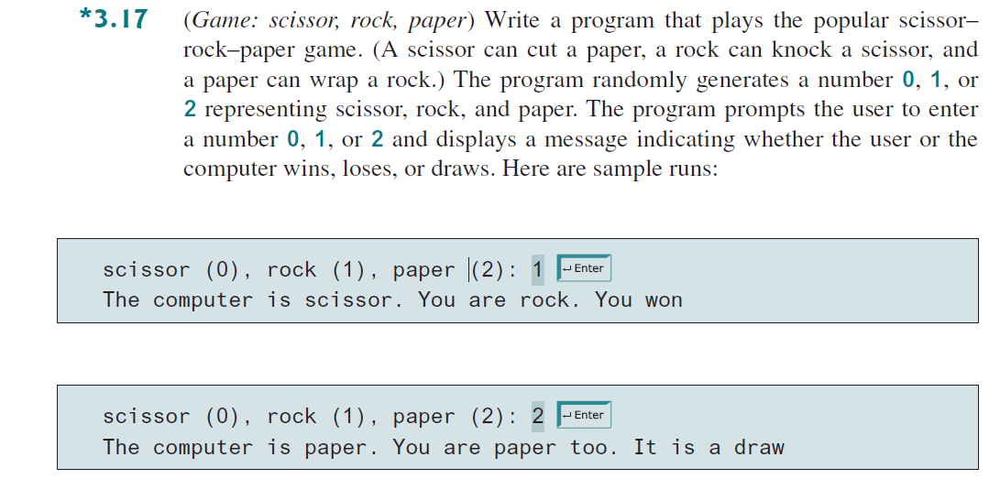 *3.17 (Game: scissor, rock, paper) Write a program that plays the popular scissor–
rock–paper game. (A scissor can cut a paper, a rock can knock a scissor, and
a paper can wrap a rock.) The program randomly generates a number 0, 1, or
2 representing scissor, rock, and paper. The program prompts the user to enter
a number 0, 1, or 2 and displays a message indicating whether the user or the
computer wins, loses, or draws. Here are sample runs:
scissor (0), rock (1), paper (2): 1 ↵Enter
The computer is scissor. You are rock. You won
scissor (0), rock (1), paper (2): 2 ↵Enter
The computer is paper. You are paper too. It is a draw